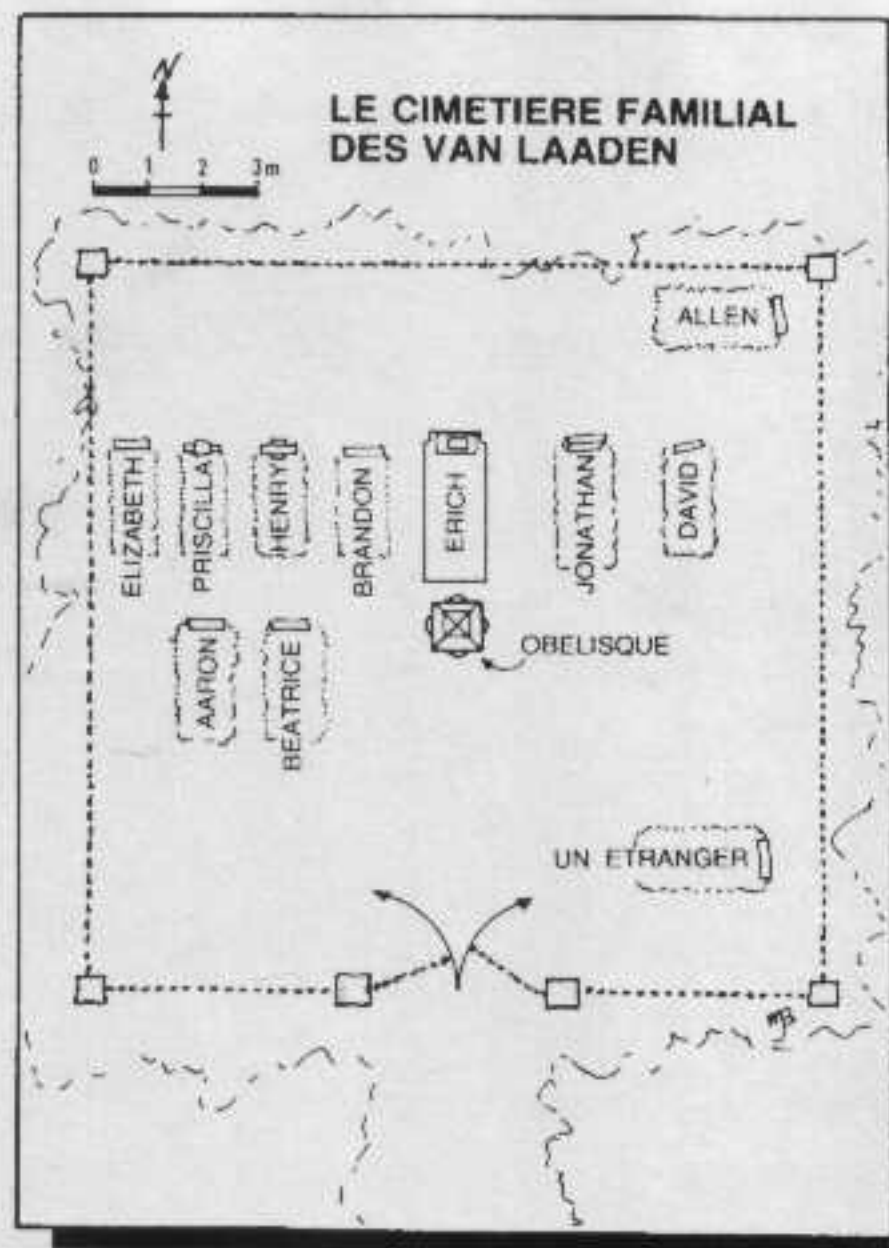 N
LE CIMETIERE FAMILIAL
DES VAN LAADEN
0 1 2 3m
ALLEN
ELIZABETH
PRISCILLA
HENRY
BRANDON
ERICH
JONATHAN
DAVID
AARON
BEATRICE
OBELISQUE
UN ETRANGER